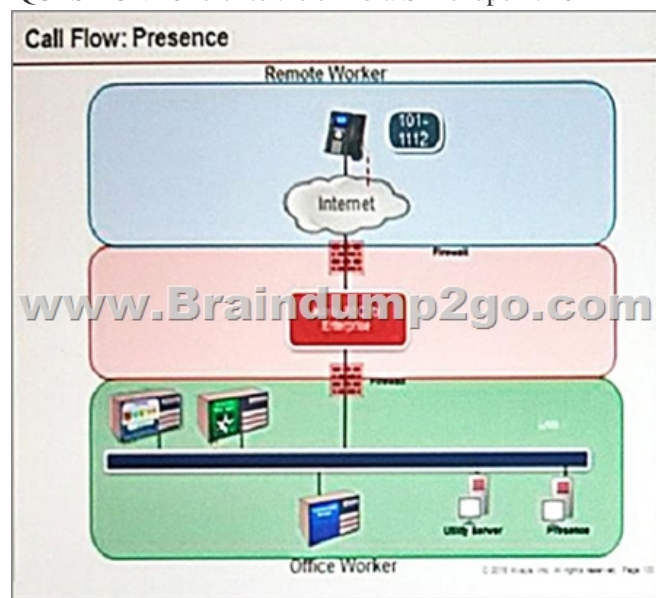 Call Flow: Presence
Remote Worker
101-
1112
Internet
Firewall
www.Braindump2go.com
Enterprise
Firewall
LAN
Utility Server
Presence
Office Worker